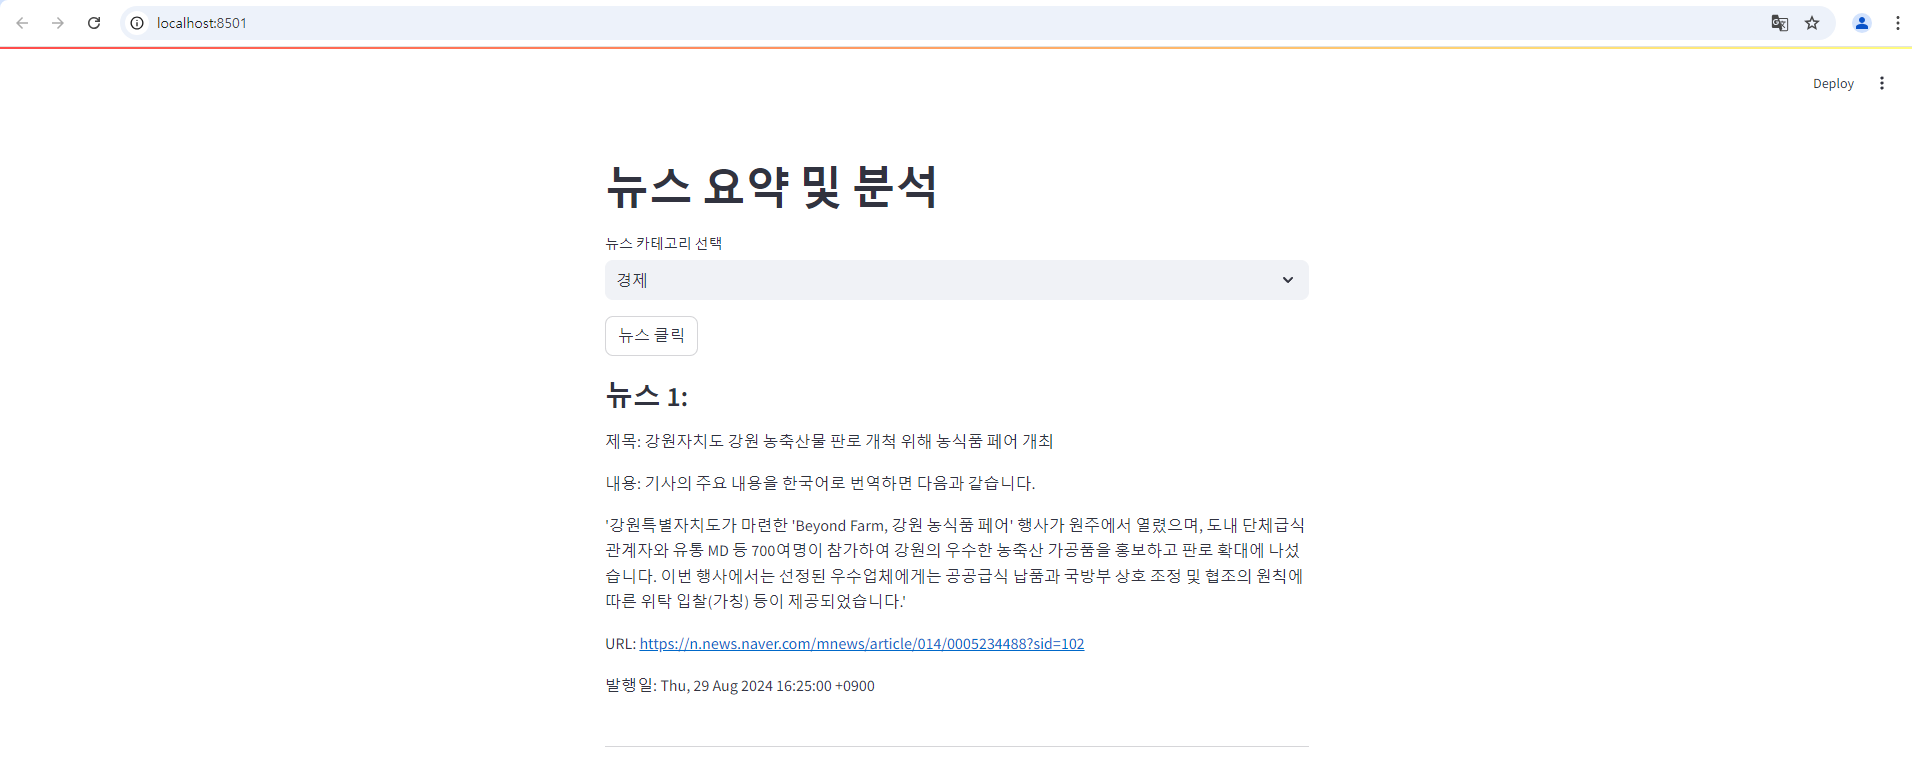 localhost:8501
Deploy
뉴스 요약 및 분석
뉴스 카테고리 선택
경제
뉴스 클릭
뉴스 1:
제목: 강원자치도 강원 농축산물 판로 개척 위해 농식품 페어 개최
내용: 기사의 주요 내용을 한국어로 번역하면 다음과 같습니다.
'강원특별자치도가 마련한 'Beyond Farm, 강원 농식품 페어' 행사가 원주에서 열렸으며, 도내 단체급식
관계자와 유통 MD 등 700여명이 참가하여 강원의 우수한 농축산 가공품을 홍보하고 판로 확대에 나섰
습니다. 이번 행사에서는 선정된 우수업체에게는 공공급식 납품과 국방부 상호 조정 및 협조의 원칙에
따른 위탁 입찰(가칭) 등이 제공되었습니다.'
URL: https://n.news.naver.com/mnews/article/014/0005234488?sid=102
발행일: Thu, 29 Aug 2024 16:25:00 +0900